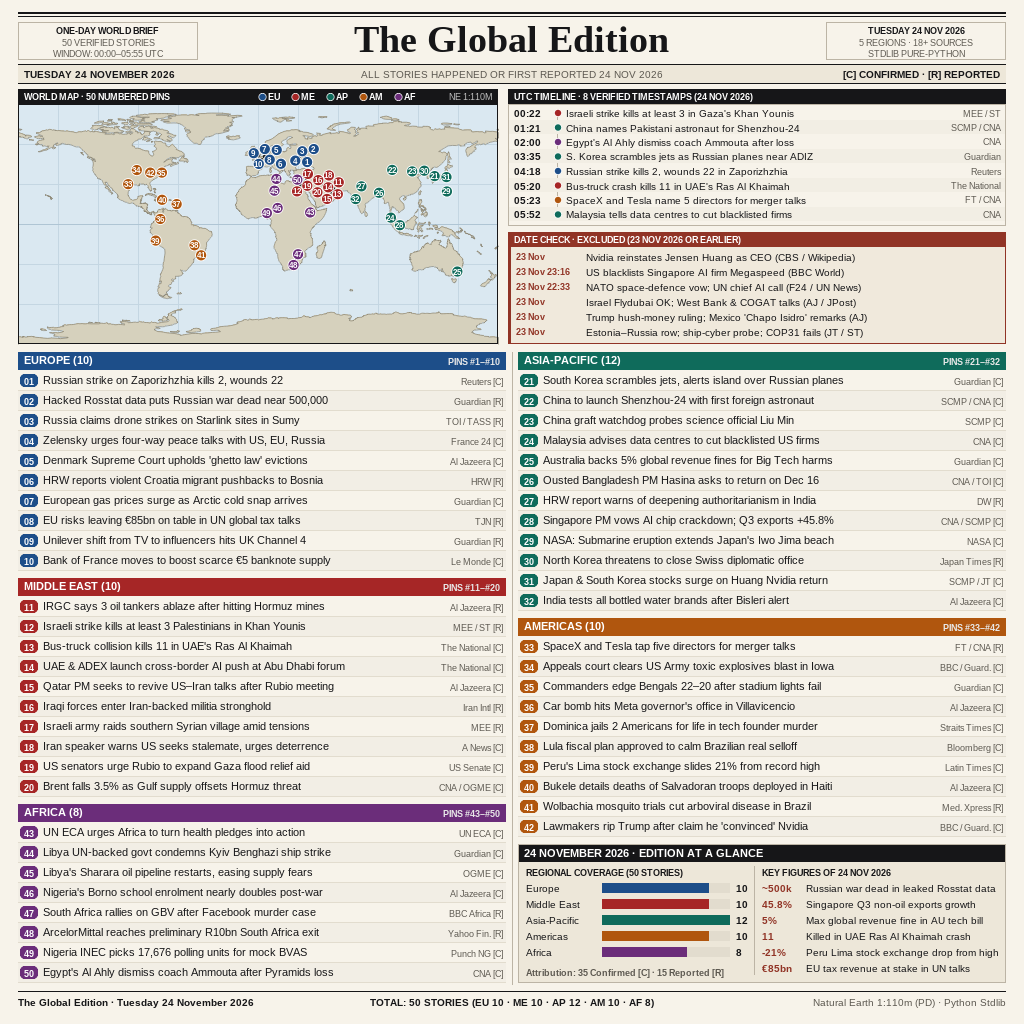 ONE-DAY WORLD BRIEF
50 VERIFIED STORIES
WINDOW: 00:00–05:55 UTC
The Global Edition
TUESDAY 24 NOV 2026
5 REGIONS · 18+ SOURCES
STDLIB PURE-PYTHON
TUESDAY 24 NOVEMBER 2026
ALL STORIES HAPPENED OR FIRST REPORTED 24 NOV 2026
[C] CONFIRMED · [R] REPORTED
WORLD MAP · 50 NUMBERED PINS EU ME AP AM AF NE 1:110M
UTC TIMELINE · 8 VERIFIED TIMESTAMPS (24 NOV 2026)
00:22 Israeli strike kills at least 3 in Gaza's Khan Younis MEE / ST
01:21 China names Pakistani astronaut for Shenzhou-24 SCMP / CNA
02:00 Egypt's Al Ahly dismiss coach Ammouta after loss CNA
03:35 S. Korea scrambles jets as Russian planes near ADIZ Guardian
04:18 Russian strike kills 2, wounds 22 in Zaporizhzhia Reuters
05:20 Bus-truck crash kills 11 in UAE's Ras Al Khaimah The National
05:23 SpaceX and Tesla name 5 directors for merger talks FT / CNA
05:52 Malaysia tells data centres to cut blacklisted firms CNA
DATE CHECK · EXCLUDED (23 NOV 2026 OR EARLIER)
23 Nov Nvidia reinstates Jensen Huang as CEO (CBS / Wikipedia)
23 Nov 23:16 US blacklists Singapore AI firm Megaspeed (BBC World)
23 Nov 22:33 NATO space-defence vow; UN chief AI call (F24 / UN News)
23 Nov Israel Flydubai OK; West Bank & COGAT talks (AJ / JPost)
23 Nov Trump hush-money ruling; Mexico 'Chapo Isidro' remarks (AJ)
23 Nov Estonia–Russia row; ship-cyber probe; COP31 fails (JT / ST)
EUROPE (10) PINS #1–#10
01 Russian strike on Zaporizhzhia kills 2, wounds 22 Reuters [C]
02 Hacked Rosstat data puts Russian war dead near 500,000 Guardian [R]
03 Russia claims drone strikes on Starlink sites in Sumy TOI / TASS [R]
04 Zelensky urges four-way peace talks with US, EU, Russia France 24 [C]
05 Denmark Supreme Court upholds 'ghetto law' evictions Al Jazeera [C]
06 HRW reports violent Croatia migrant pushbacks to Bosnia HRW [R]
07 European gas prices surge as Arctic cold snap arrives Guardian [C]
08 EU risks leaving €85bn on table in UN global tax talks TJN [R]
09 Unilever shift from TV to influencers hits UK Channel 4 Guardian [R]
10 Bank of France moves to boost scarce €5 banknote supply Le Monde [C]
MIDDLE EAST (10) PINS #11–#20
11 IRGC says 3 oil tankers ablaze after hitting Hormuz mines Al Jazeera [R]
12 Israeli strike kills at least 3 Palestinians in Khan Younis MEE / ST [R]
13 Bus-truck collision kills 11 in UAE's Ras Al Khaimah The National [C]
14 UAE & ADEX launch cross-border AI push at Abu Dhabi forum The National [C]
15 Qatar PM seeks to revive US–Iran talks after Rubio meeting Al Jazeera [C]
16 Iraqi forces enter Iran-backed militia stronghold Iran Intl [R]
17 Israeli army raids southern Syrian village amid tensions MEE [R]
18 Iran speaker warns US seeks stalemate, urges deterrence A News [C]
19 US senators urge Rubio to expand Gaza flood relief aid US Senate [C]
20 Brent falls 3.5% as Gulf supply offsets Hormuz threat CNA / OGME [C]
AFRICA (8) PINS #43–#50
43 UN ECA urges Africa to turn health pledges into action UN ECA [C]
44 Libya UN-backed govt condemns Kyiv Benghazi ship strike Guardian [C]
45 Libya's Sharara oil pipeline restarts, easing supply fears OGME [C]
46 Nigeria's Borno school enrolment nearly doubles post-war Al Jazeera [C]
47 South Africa rallies on GBV after Facebook murder case BBC Africa [R]
48 ArcelorMittal reaches preliminary R10bn South Africa exit Yahoo Fin. [R]
49 Nigeria INEC picks 17,676 polling units for mock BVAS Punch NG [C]
50 Egypt's Al Ahly dismiss coach Ammouta after Pyramids loss CNA [C]
ASIA-PACIFIC (12) PINS #21–#32
21 South Korea scrambles jets, alerts island over Russian planes Guardian [C]
22 China to launch Shenzhou-24 with first foreign astronaut SCMP / CNA [C]
23 China graft watchdog probes science official Liu Min SCMP [C]
24 Malaysia advises data centres to cut blacklisted US firms CNA [C]
25 Australia backs 5% global revenue fines for Big Tech harms Guardian [C]
26 Ousted Bangladesh PM Hasina asks to return on Dec 16 CNA / TOI [C]
27 HRW report warns of deepening authoritarianism in India DW [R]
28 Singapore PM vows AI chip crackdown; Q3 exports +45.8% CNA / SCMP [C]
29 NASA: Submarine eruption extends Japan's Iwo Jima beach NASA [C]
30 North Korea threatens to close Swiss diplomatic office Japan Times [R]
31 Japan & South Korea stocks surge on Huang Nvidia return SCMP / JT [C]
32 India tests all bottled water brands after Bisleri alert Al Jazeera [C]
AMERICAS (10) PINS #33–#42
33 SpaceX and Tesla tap five directors for merger talks FT / CNA [R]
34 Appeals court clears US Army toxic explosives blast in Iowa BBC / Guard. [C]
35 Commanders edge Bengals 22–20 after stadium lights fail Guardian [C]
36 Car bomb hits Meta governor's office in Villavicencio Al Jazeera [C]
37 Dominica jails 2 Americans for life in tech founder murder Straits Times [C]
38 Lula fiscal plan approved to calm Brazilian real selloff Bloomberg [C]
39 Peru's Lima stock exchange slides 21% from record high Latin Times [C]
40 Bukele details deaths of Salvadoran troops deployed in Haiti Al Jazeera [C]
41 Wolbachia mosquito trials cut arboviral disease in Brazil Med. Xpress [R]
42 Lawmakers rip Trump after claim he 'convinced' Nvidia BBC / Guard. [C]
24 NOVEMBER 2026 · EDITION AT A GLANCE
REGIONAL COVERAGE (50 STORIES)
Europe 10
Middle East 10
Asia-Pacific 12
Americas 10
Africa 8
Attribution: 35 Confirmed [C] · 15 Reported [R]
KEY FIGURES OF 24 NOV 2026
~500k Russian war dead in leaked Rosstat data
45.8% Singapore Q3 non-oil exports growth
5% Max global revenue fine in AU tech bill
11 Killed in UAE Ras Al Khaimah crash
-21% Peru Lima stock exchange drop from high
€85bn EU tax revenue at stake in UN talks
The Global Edition · Tuesday 24 November 2026
TOTAL: 50 STORIES (EU 10 · ME 10 · AP 12 · AM 10 · AF 8)
Natural Earth 1:110m (PD) · Python Stdlib